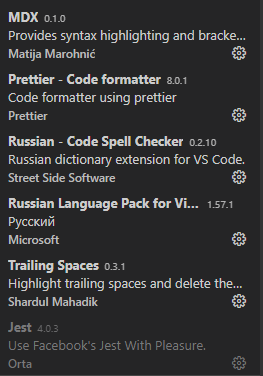 MDX 0.1.0
Provides syntax highlighting and bracke...
Matija Marohnić
Prettier - Code formatter 8.0.1
Code formatter using prettier
Prettier
Russian - Code Spell Checker 0.2.10
Russian dictionary extension for VS Code.
Street Side Software
Russian Language Pack for Vi... 1.57.1
Русский
Microsoft
Trailing Spaces 0.3.1
Highlight trailing spaces and delete the...
Shardul Mahadik
Jest 4.0.3
Use Facebook's Jest With Pleasure.
Orta